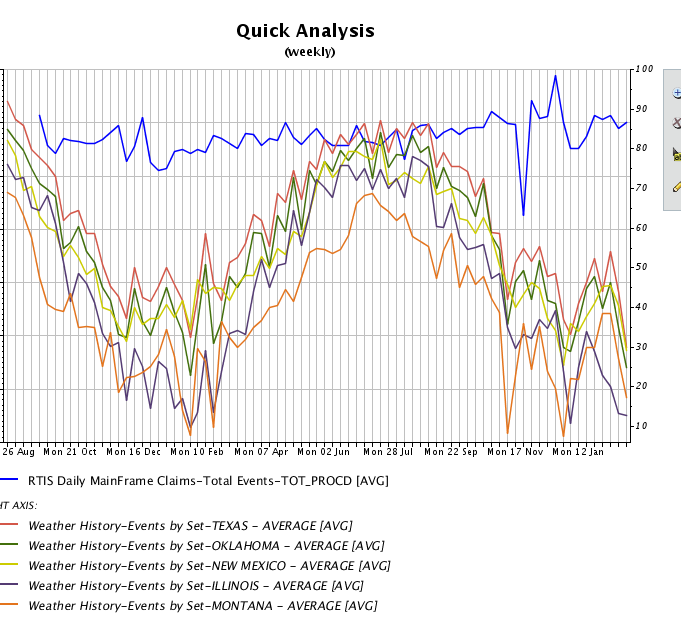 Quick Analysis
(weekly)
100
90
80
70
60
50
40
30
20
10
26 Aug Mon 21 Oct Mon 16 Dec Mon 10 Feb Mon 07 Apr Mon 02 Jun Mon 28 Jul Mon 22 Sep Mon 17 Nov Mon 12 Jan
RTIS Daily MainFrame Claims-Total Events-TOT_PROCD [AVG]
HT AXIS:
Weather History-Events by Set-TEXAS - AVERAGE [AVG]
Weather History-Events by Set-OKLAHOMA - AVERAGE [AVG]
Weather History-Events by Set-NEW MEXICO - AVERAGE [AVG]
Weather History-Events by Set-ILLINOIS - AVERAGE [AVG]
Weather History-Events by Set-MONTANA - AVERAGE [AVG]